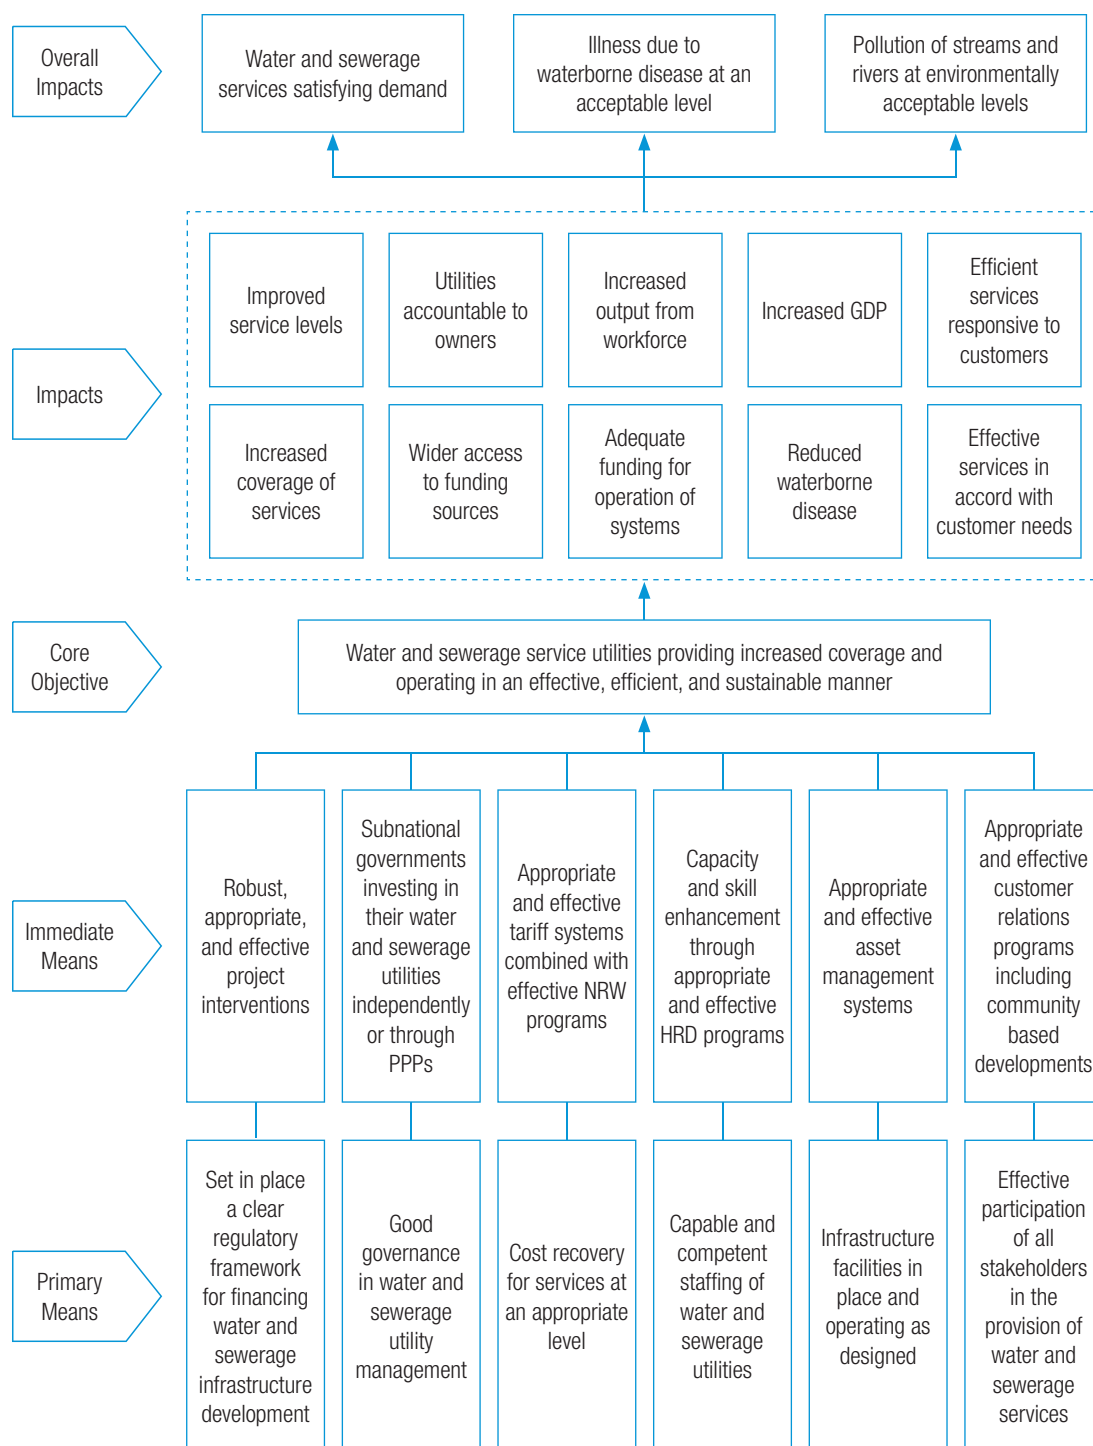 Overall
Impacts
Water and sewerage
services satisfying demand
Illness due to
waterborne disease at an
acceptable level
Pollution of streams and
rivers at environmentally
acceptable levels
Impacts
Improved
service levels
Utilities
accountable to
owners
Increased
output from
workforce
Increased GDP
Efficient
services
responsive to
customers
Increased
coverage of
services
Wider access
to funding
sources
Adequate
funding for
operation of
systems
Reduced
waterborne
disease
Effective
services in
accord with
customer needs
Core
Objective
Water and sewerage service utilities providing increased coverage and
operating in an effective, efficient, and sustainable manner
Immediate
Means
Robust,
appropriate,
and effective
project
interventions
Subnational
governments
investing in
their water
and sewerage
utilities
independently
or through
PPPs
Appropriate
and effective
tariff systems
combined with
effective NRW
programs
Capacity
and skill
enhancement
through
appropriate
and effective
HRD programs
Appropriate
and effective
asset
management
systems
Appropriate
and effective
customer
relations
programs
including
community
based
developments
Primary
Means
Set in place
a clear
regulatory
framework
for financing
water and
sewerage
infrastructure
development
Good
governance
in water and
sewerage
utility
management
Cost recovery
for services at
an appropriate
level
Capable and
competent
staffing of
water and
sewerage
utilities
Infrastructure
facilities in
place and
operating as
designed
Effective
participation
of all
stakeholders
in the
provision of
water and
sewerage
services